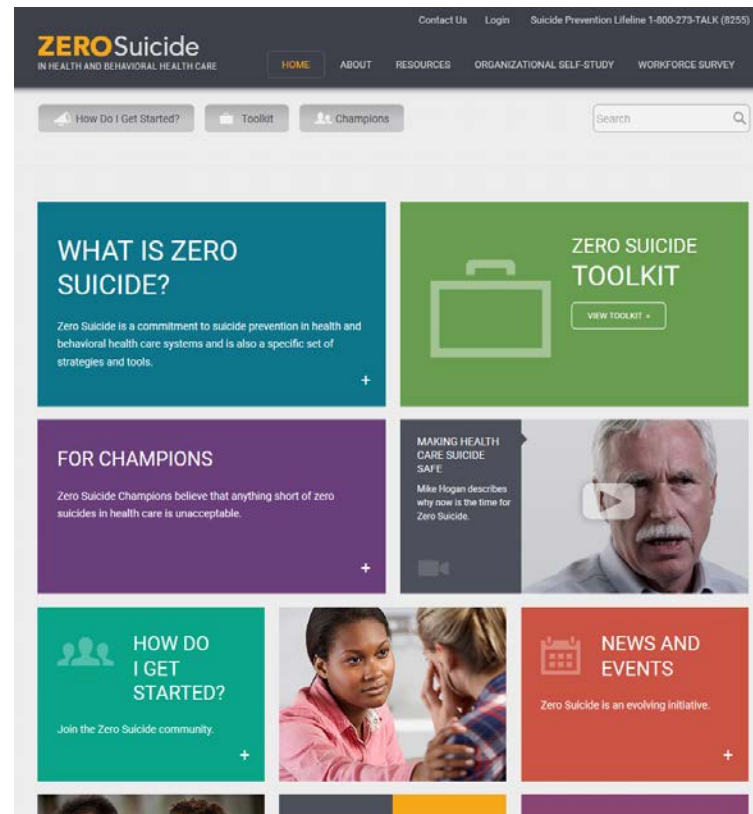 Contact Us Login Suicide Prevention Lifeline 1-800-273-TALK (8255)
ZEROSuicide
IN HEALTH AND BEHAVIORAL HEALTH CARE
HOME ABOUT RESOURCES ORGANIZATIONAL SELF-STUDY WORKFORCE SURVEY
How Do I Get Started? Toolkit Champions Search
WHAT IS ZERO
SUICIDE?
Zero Suicide is a commitment to suicide prevention in health and
behavioral health care systems and is also a specific set of
strategies and tools.
+
ZERO SUICIDE
TOOLKIT
VIEW TOOLKIT »
FOR CHAMPIONS
Zero Suicide Champions believe that anything short of zero
suicides in health care is unacceptable.
+
MAKING HEALTH
CARE SUICIDE
SAFE
Mike Hogan describes
why now is the time for
Zero Suicide.
HOW DO
I GET
STARTED?
Join the Zero Suicide community.
+
NEWS AND
EVENTS
Zero Suicide is an evolving initiative.
+